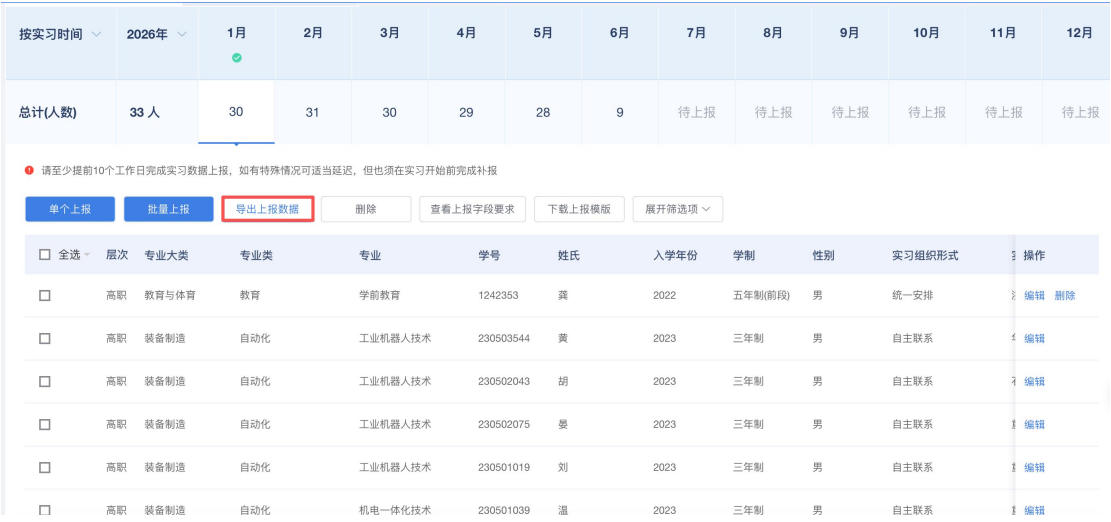 按实习时间 2026年 1月 2月 3月 4月 5月 6月 7月 8月 9月 10月 11月 12月
总计(人数) 33 人 30 31 30 29 28 9 待上报 待上报 待上报 待上报 待上报 待上报
请至少提前10个工作日完成实习数据上报，如有特殊情况可适当延迟，但也须在实习开始前完成补报
单个上报 批量上报 导出上报数据 删除 查看上报字段要求 下载上报模版 展开筛选项
全选 层次 专业大类 专业类 专业 学号 姓氏 入学年份 学制 性别 实习组织形式 操作
高职 教育与体育 教育 学前教育 1242353 龚 2022 五年制(前段) 男 统一安排 编辑 删除
高职 装备制造 自动化 工业机器人技术 230503544 黄 2023 三年制 男 自主联系 编辑
高职 装备制造 自动化 工业机器人技术 230502043 胡 2023 三年制 男 自主联系 编辑
高职 装备制造 自动化 工业机器人技术 230502075 晏 2023 三年制 男 自主联系 编辑
高职 装备制造 自动化 工业机器人技术 230501019 刘 2023 三年制 男 自主联系 编辑
高职 装备制造 自动化 机电一体化技术 230501039 温 2023 三年制 男 自主联系 编辑